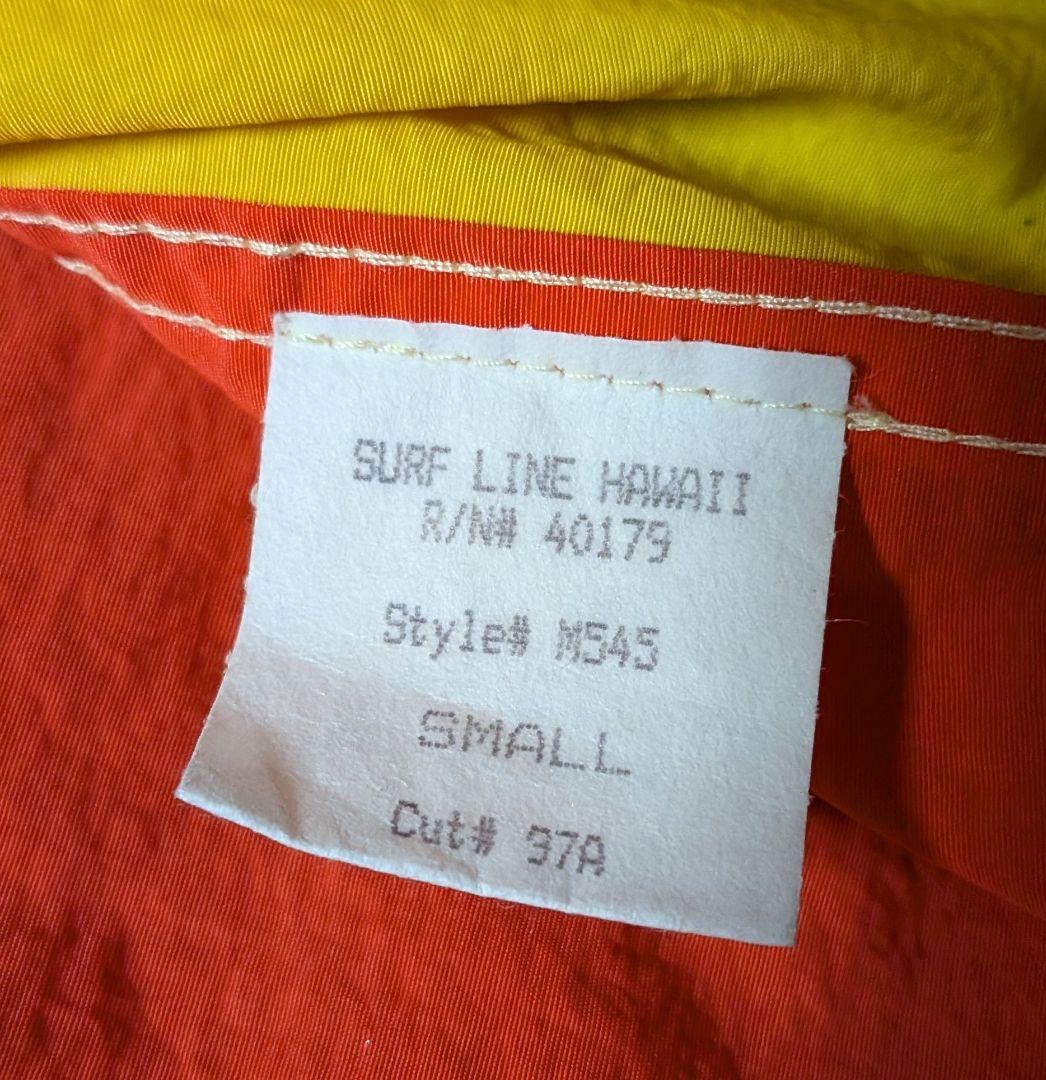 SURF LINE HAWAII
R/N# 40179
Style# M545
SMALL
Cut# 97A